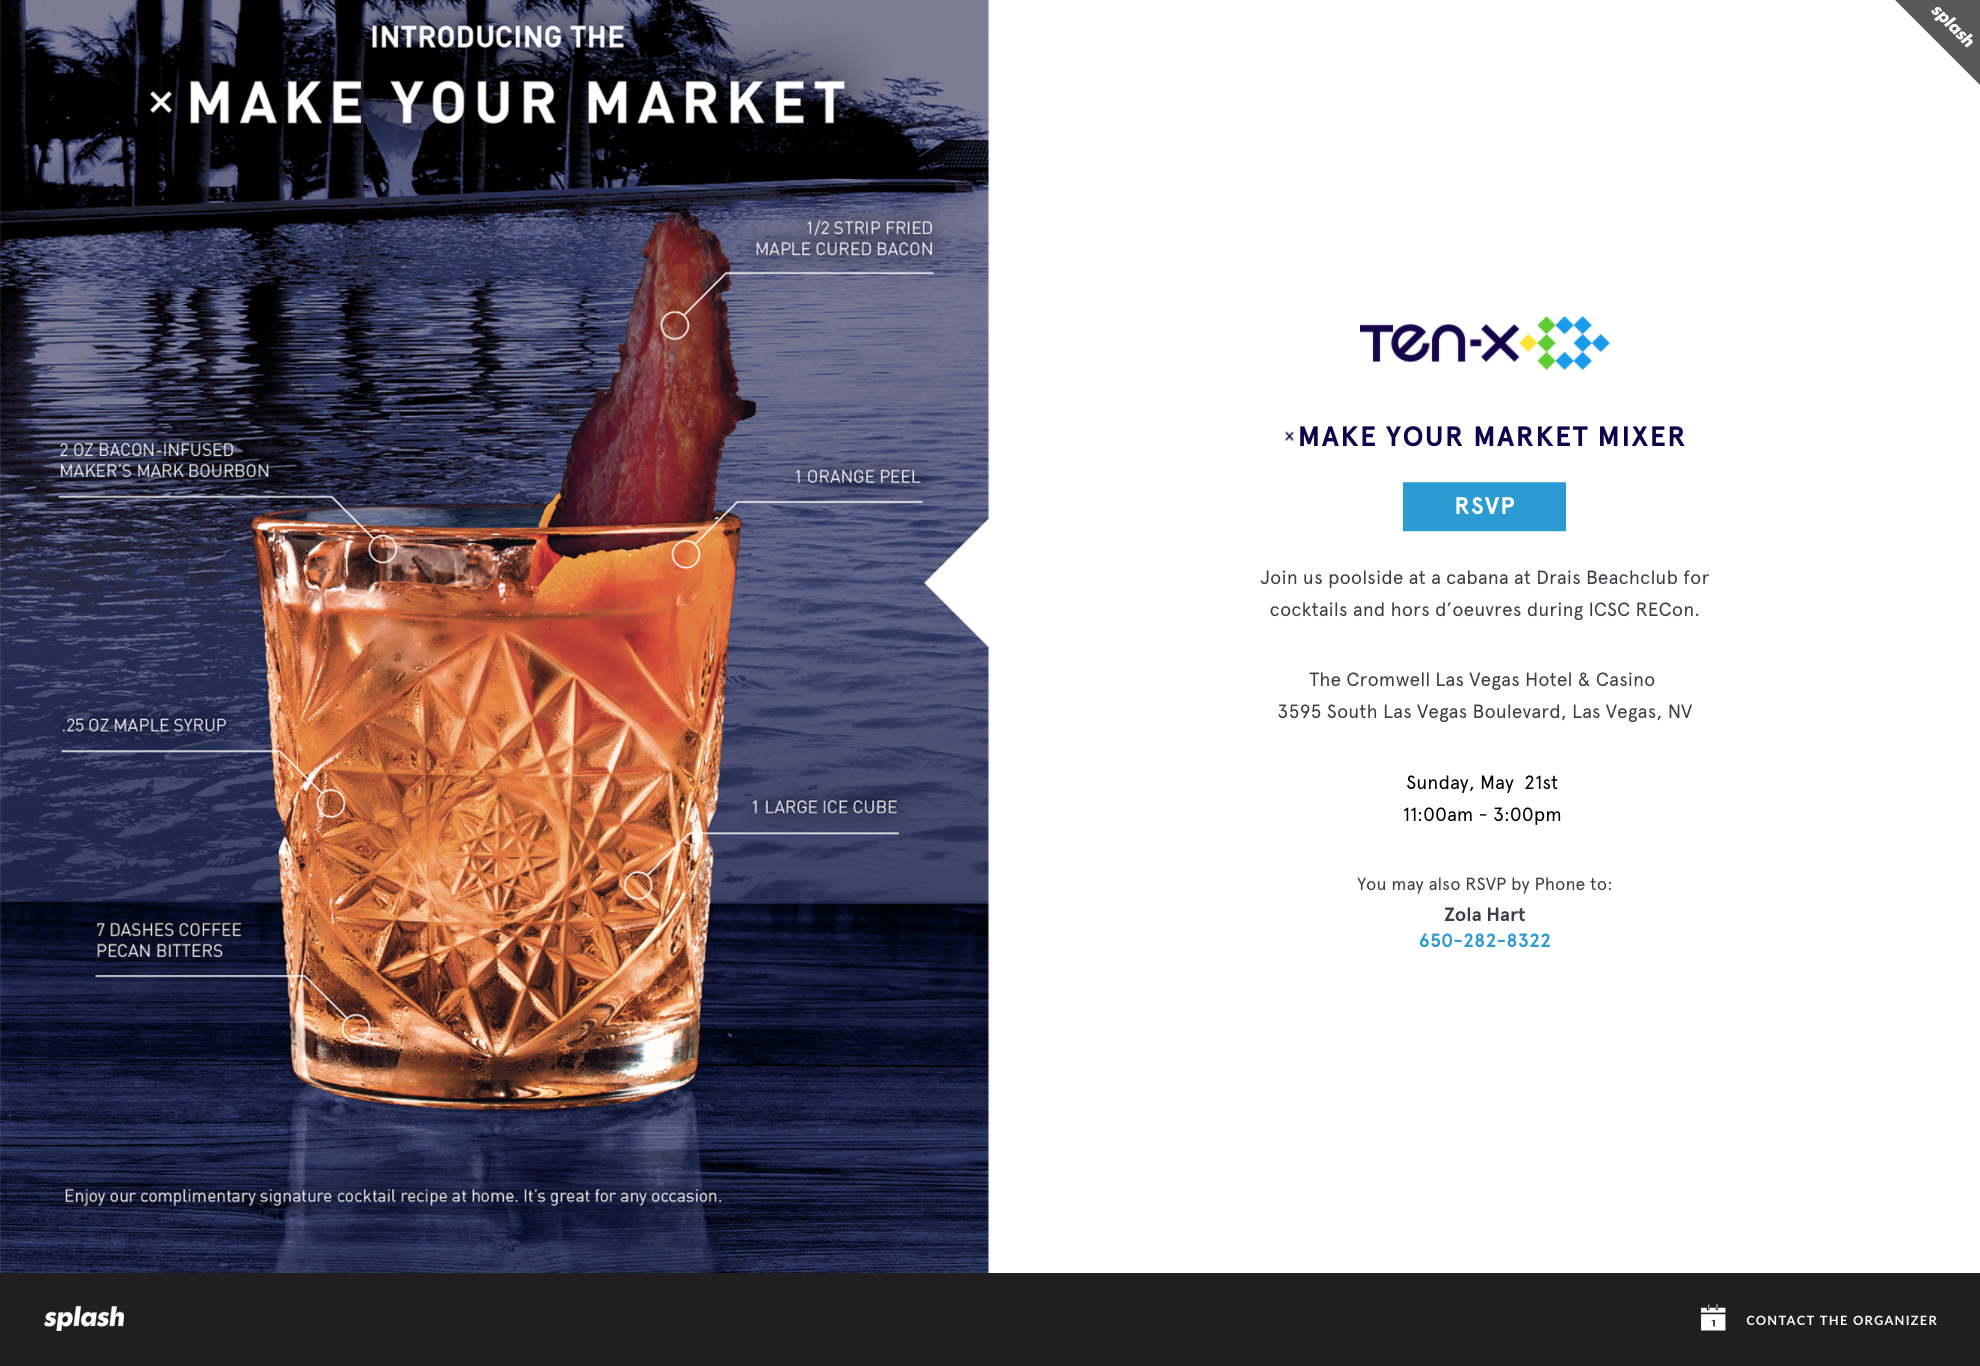 INTRODUCING THE
×MAKE YOUR MARKET
1/2 STRIP FRIED
MAPLE CURED BACON
2 OZ BACON-INFUSED
MAKER'S MARK BOURBON
1 ORANGE PEEL
.25 OZ MAPLE SYRUP
1 LARGE ICE CUBE
7 DASHES COFFEE
PECAN BITTERS
Enjoy our complimentary signature cocktail recipe at home. It's great for any occasion.
splash
Ten-X
×MAKE YOUR MARKET MIXER
RSVP
Join us poolside at a cabana at Drais Beachclub for
cocktails and hors d'oeuvres during ICSC RECon.
The Cromwell Las Vegas Hotel & Casino
3595 South Las Vegas Boulevard, Las Vegas, NV
Sunday, May 21st
11:00am - 3:00pm
You may also RSVP by Phone to:
Zola Hart
650-282-8322
splash
1
CONTACT THE ORGANIZER